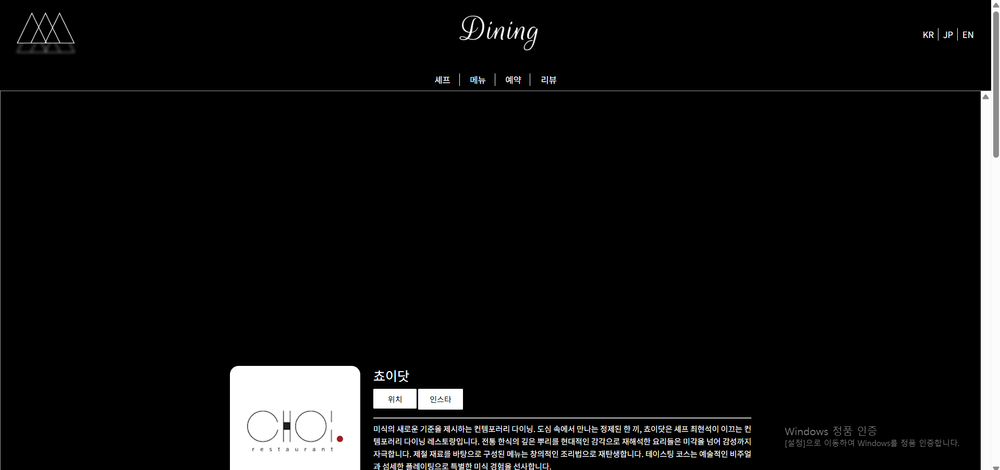 Dining
KR JP EN
셰프 메뉴 예약 리뷰
쵸이닷
위치 인스타
CHOI.
restaurant
미식의 새로운 기준을 제시하는 컨템포러리 다이닝. 도심 속에서 만나는 정제된 한 끼, 쵸이닷은 셰프 최현석이 이끄는 컨
템포러리 다이닝 레스토랑입니다. 전통 한식의 깊은 뿌리를 현대적인 감각으로 재해석한 요리들은 미각을 넘어 감성까지
자극합니다. 제철 재료를 바탕으로 구성된 메뉴는 창의적인 조리법으로 재탄생합니다. 테이스팅 코스는 예술적인 비주얼
과 섬세한 플레이팅으로 특별한 미식 경험을 선사합니다.
Windows 정품 인증
[설정]으로 이동하여 Windows를 정품 인증합니다.